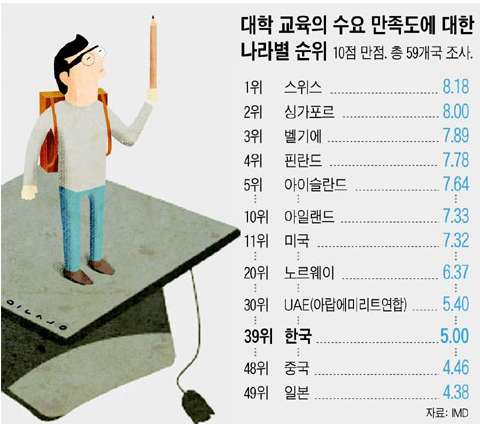 대학 교육의 수요 만족도에 대한
나라별 순위 10점 만점. 총 59개국 조사.
1위 스위스 8.18
2위 싱가포르 8.00
3위 벨기에 7.89
4위 핀란드 7.78
5위 아이슬란드 7.64
10위 아일랜드 7.33
11위 미국 7.32
20위 노르웨이 6.37
30위 UAE(아랍에미리트연합) 5.40
39위 한국 5.00
48위 중국 4.46
49위 일본 4.38
자료: IMD